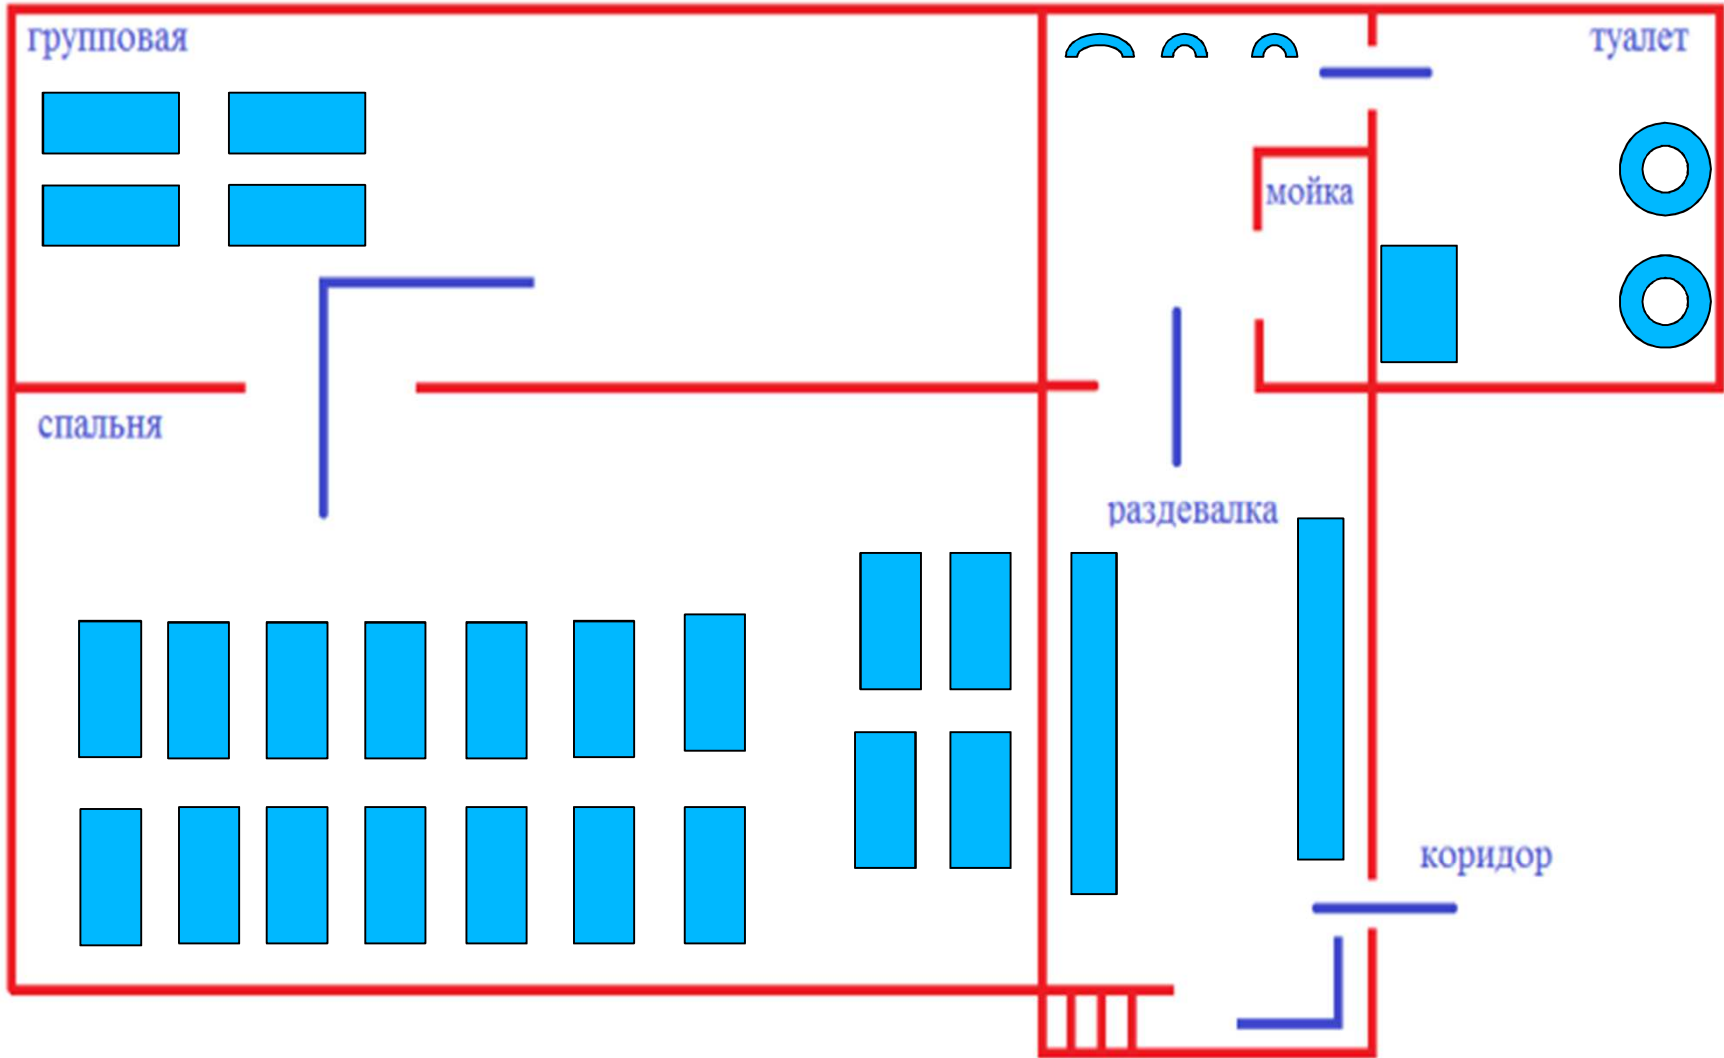 групповая
туалет
мойка
спальня
раздевалка
коридор